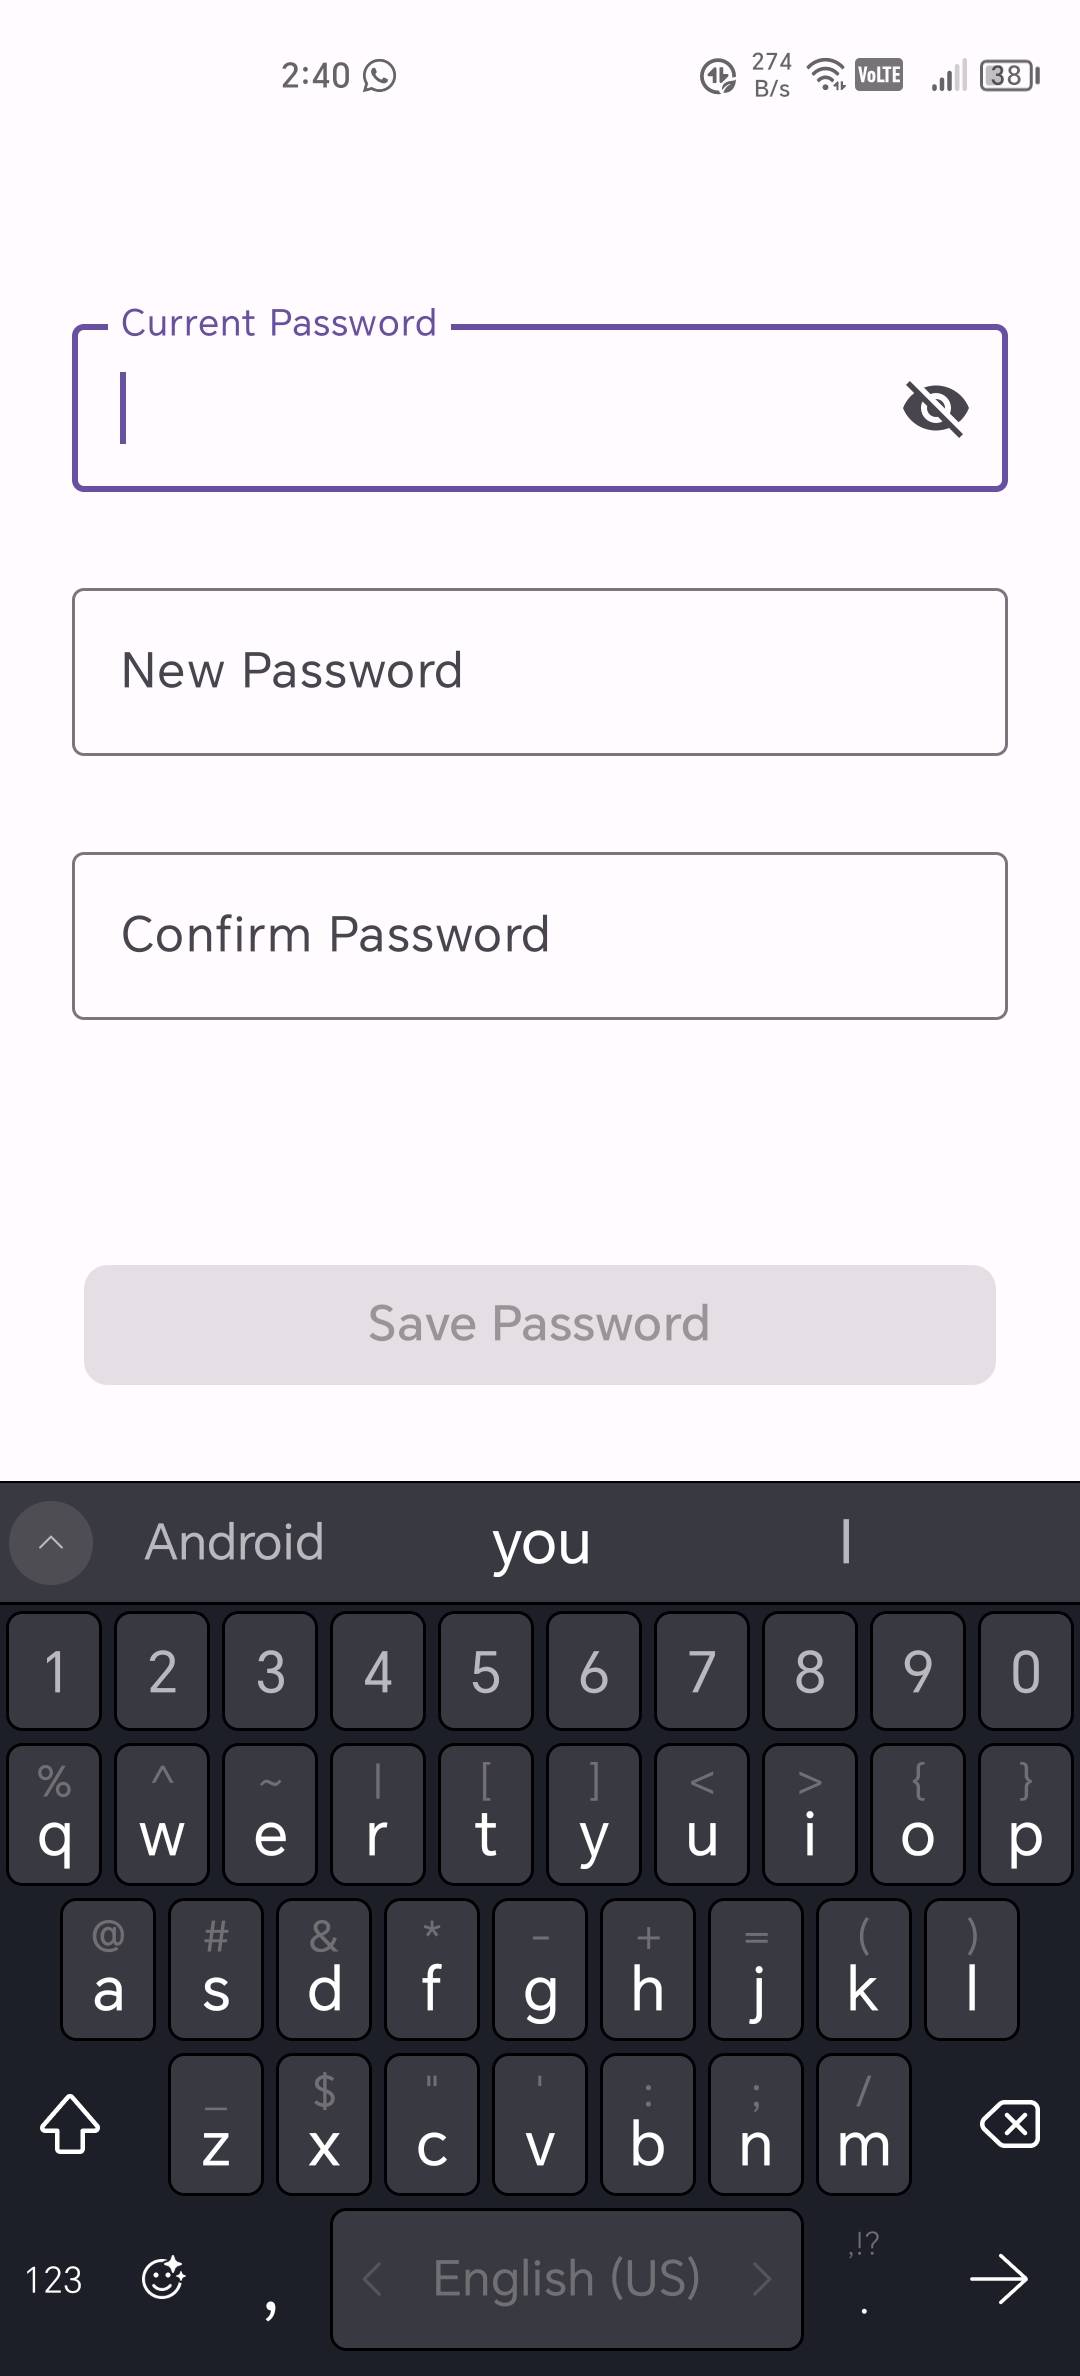 2:40 274 B/s VoLTE 38
Current Password
New Password
Confirm Password
Save Password
Android you I
1 2 3 4 5 6 7 8 9 0
% ^ ~ | [ ] < > { }
q w e r t y u i o p
@ # & * - + = ( )
a s d f g h j k l
_ $ " ' : ; /
z x c v b n m
,!?
123 , English (US) .